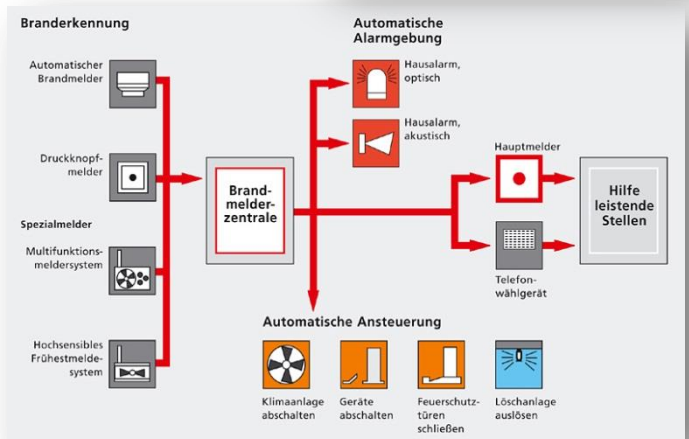 Branderkennung
Automatischer
Brandmelder
Druckknopf-
melder
Spezialmelder
Multifunktions-
meldersystem
Hochsensibles
Frühestmelde-
system
Brand-
melder-
zentrale
Automatische
Alarmgebung
Hausalarm,
optisch
Hausalarm,
akustisch
Hauptmelder
Telefon-
wählgerät
Hilfe
leistende
Stellen
Automatische Ansteuerung
Klimaanlage
abschalten
Geräte
abschalten
Feuerschutz-
türen
schließen
Löschanlage
auslösen